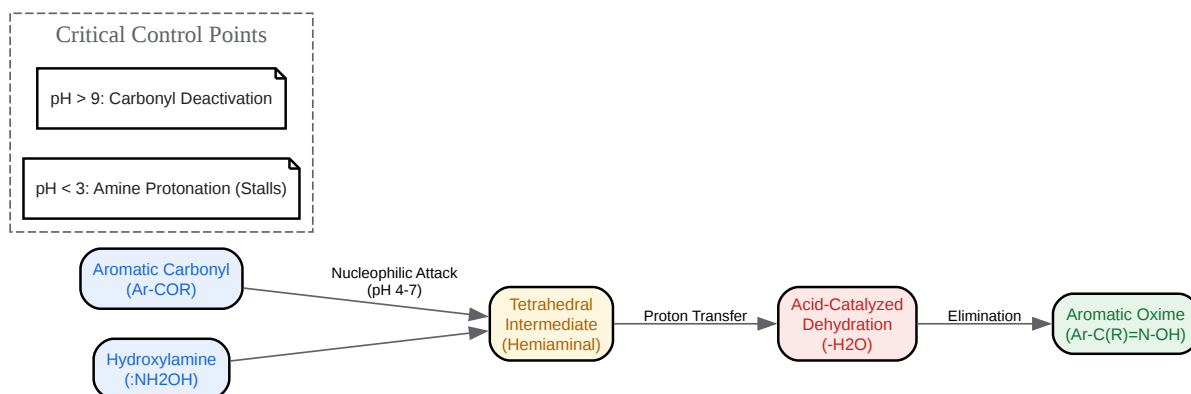 Critical Control Points
pH > 9: Carbonyl Deactivation
pH < 3: Amine Protonation (Stalls)
Aromatic Carbonyl
(Ar-COR)
Hydroxylamine
(:NH2OH)
Nucleophilic Attack
(pH 4-7)
Tetrahedral
Intermediate
(Hemiaminal)
Proton Transfer
Acid-Catalyzed
Dehydration
(-H2O)
Elimination
Aromatic Oxime
(Ar-C(R)=N-OH)